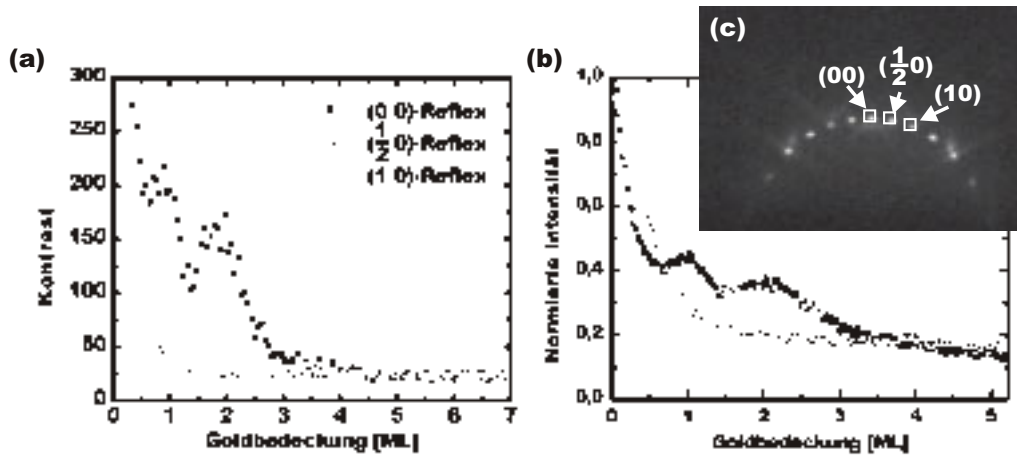 (a)
300
250
200
150
100
50
0
Kontrast
(0 0)-Reflex
(1/2 0)-Reflex
(1 0)-Reflex
0 1 2 3 4 5 6 7
Goldbedeckung [ML]
(b)
1,0
0,8
0,6
0,4
0,2
0,0
Normierte Intensität
0 1 2 3 4 5
Goldbedeckung [ML]
(c)
(00) (1/2 0) (10)